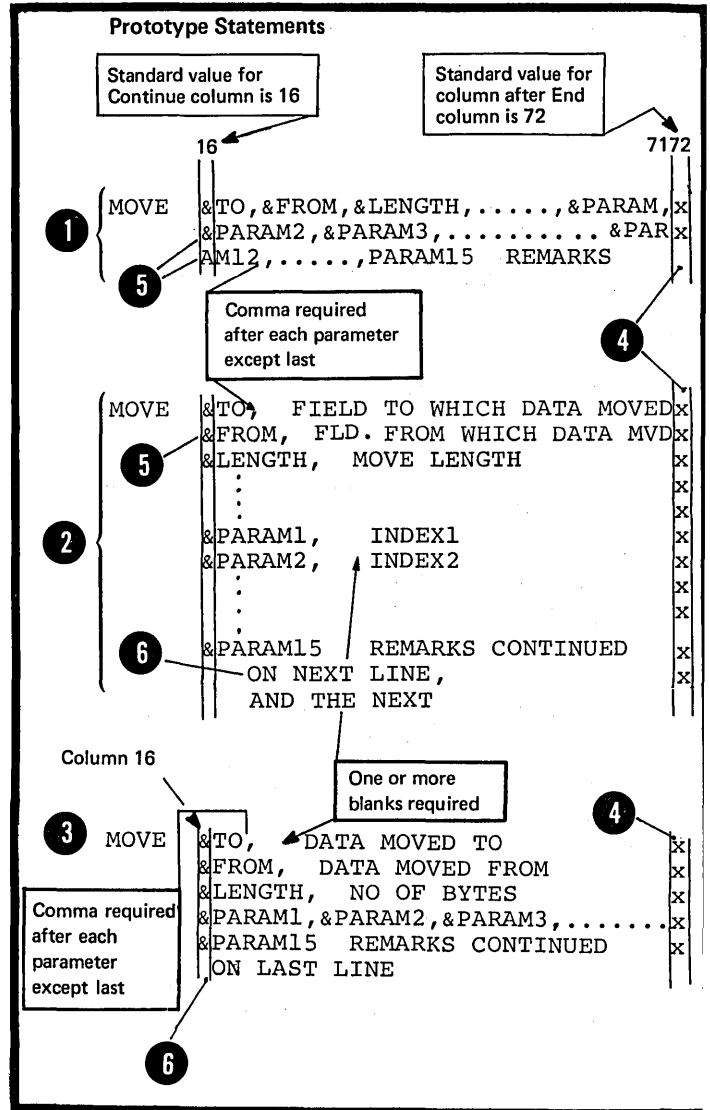 Prototype Statements
Standard value for
Continue column is 16
Standard value for
column after End
column is 72
16
7172
1
MOVE &TO,&FROM,&LENGTH,.....,&PARAM,x
&PARAM2,&PARAM3,.......... &PAR x
AM12,.....,PARAM15 REMARKS
5
Comma required
after each parameter
except last
4
2
MOVE &TO, FIELD TO WHICH DATA MOVED x
&FROM, FLD. FROM WHICH DATA MVD x
5
&LENGTH, MOVE LENGTH x
. x
. x
. x
&PARAM1, INDEX1 x
&PARAM2, INDEX2 x
. x
. x
.
.
6
&PARAM15 REMARKS CONTINUED x
ON NEXT LINE, x
AND THE NEXT
Column 16
One or more
blanks required
4
3
MOVE &TO, DATA MOVED TO x
&FROM, DATA MOVED FROM x
&LENGTH, NO OF BYTES x
&PARAM1,&PARAM2,&PARAM3,....... x
&PARAM15 REMARKS CONTINUED x
ON LAST LINE
Comma required
after each
parameter
except last
6